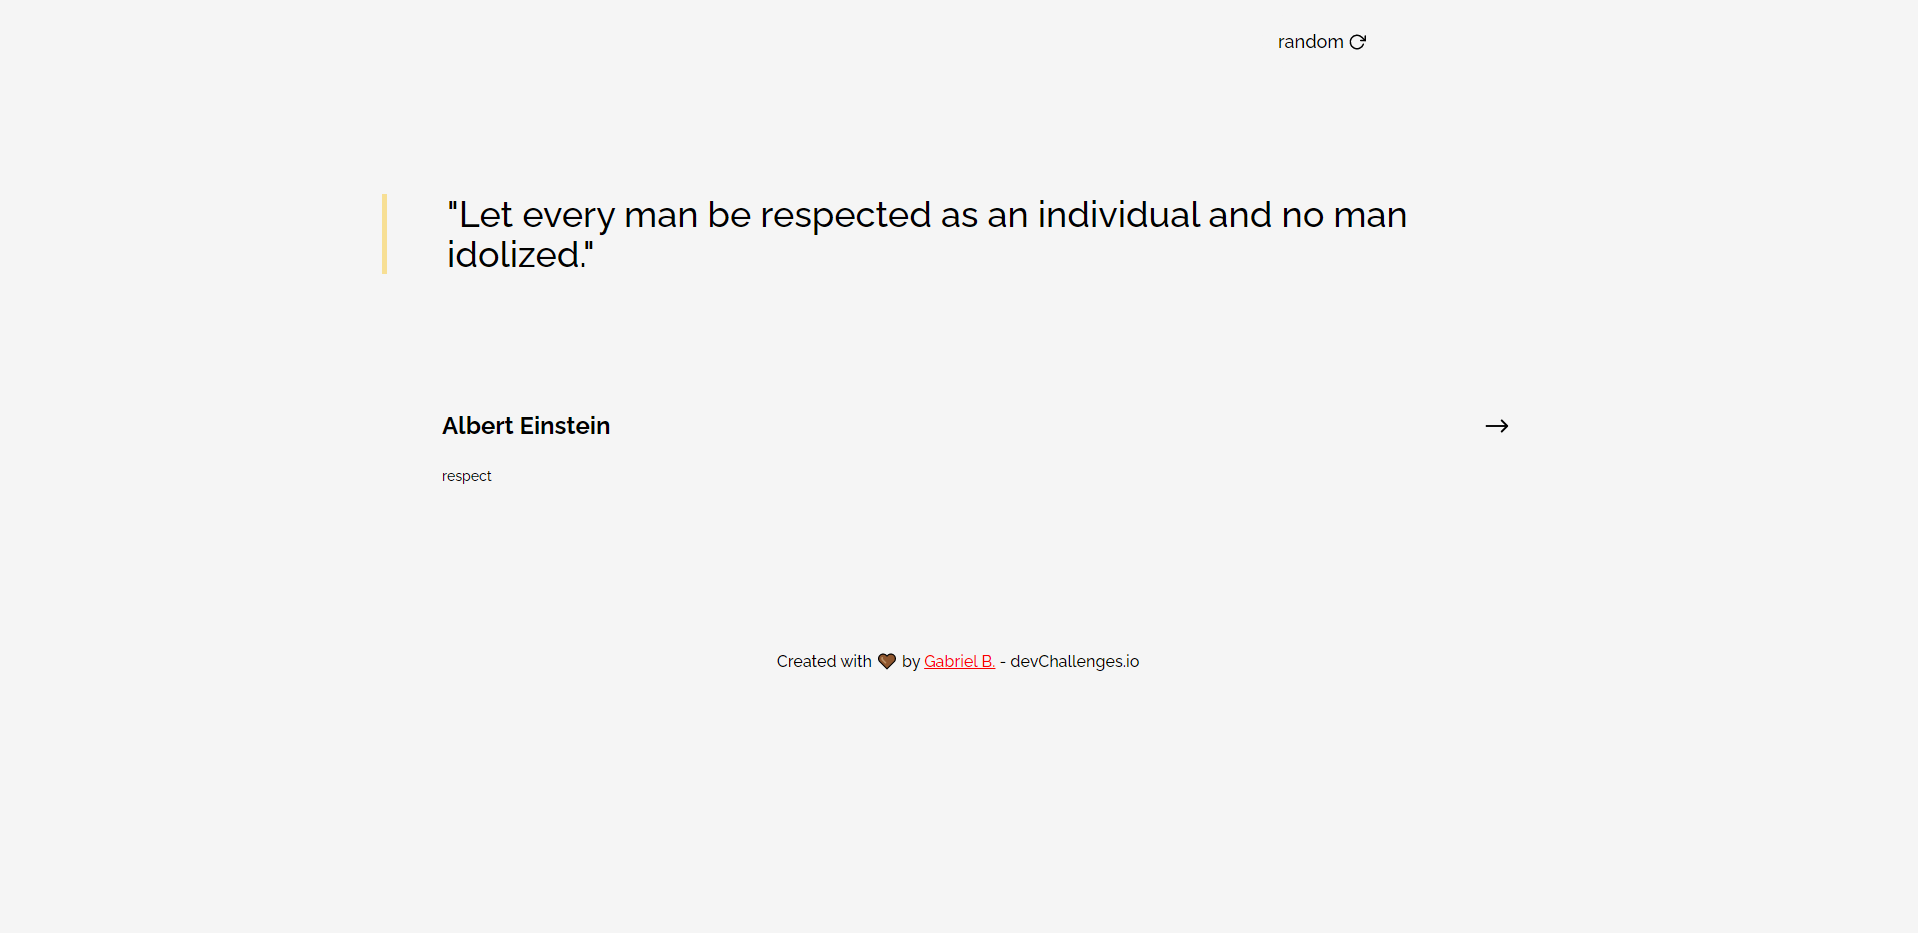 random
"Let every man be respected as an individual and no man
idolized."
Albert Einstein
respect
Created with 🤎 by Gabriel B. - devChallenges.io